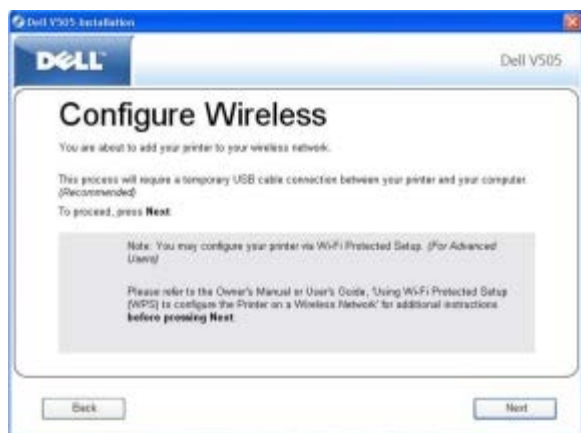 Dell V505 Installation
DELL
Dell V505
Configure Wireless
You are about to add your printer to your wireless network.
This process will require a temporary USB cable connection between your printer and your computer.
(Recommended)
To proceed, press Next
Note: You may configure your printer via Wi-Fi Protected Setup. (For Advanced
Users)
Please refer to the Owner's Manual or User's Guide, 'Using Wi-Fi Protected Setup
(WPS) to configure the Printer on a Wireless Network' for additional instructions
before pressing Next
Back
Next